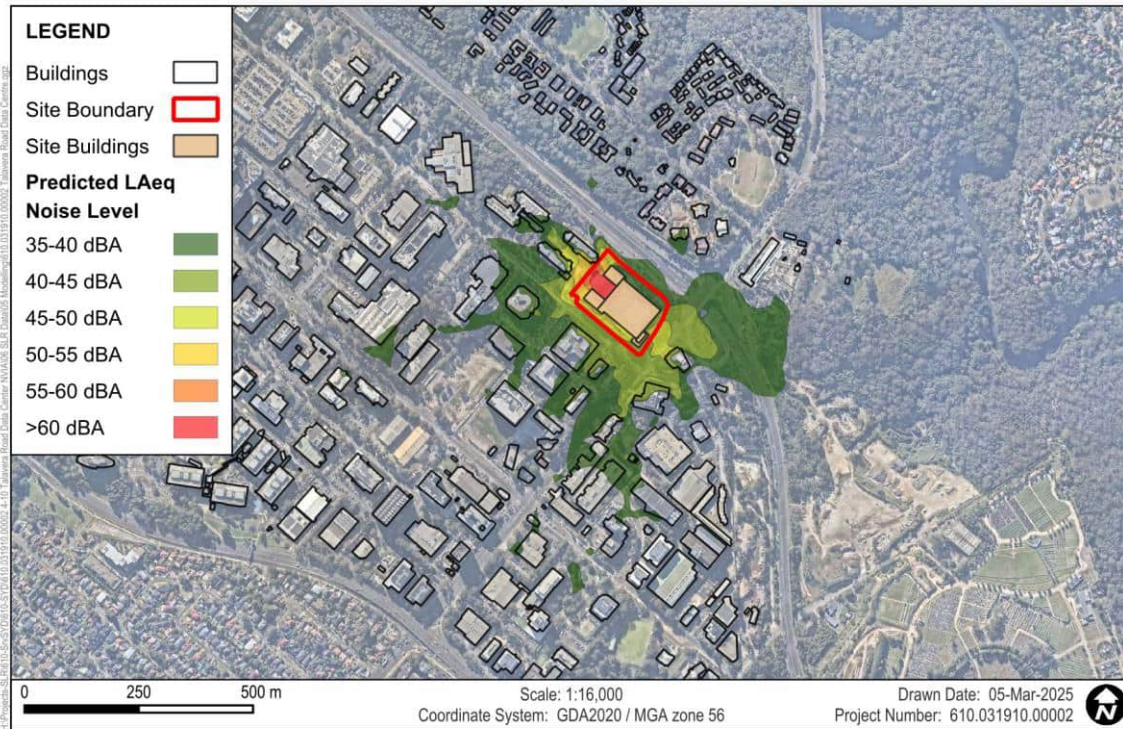 LEGEND
Buildings
Site Boundary
Site Buildings
Predicted LAeq
Noise Level
35-40 dBA
40-45 dBA
45-50 dBA
50-55 dBA
55-60 dBA
>60 dBA
0 250 500 m
Scale: 1:16,000
Coordinate System: GDA2020 / MGA zone 56
Drawn Date: 05-Mar-2025
Project Number: 610.031910.00002
N